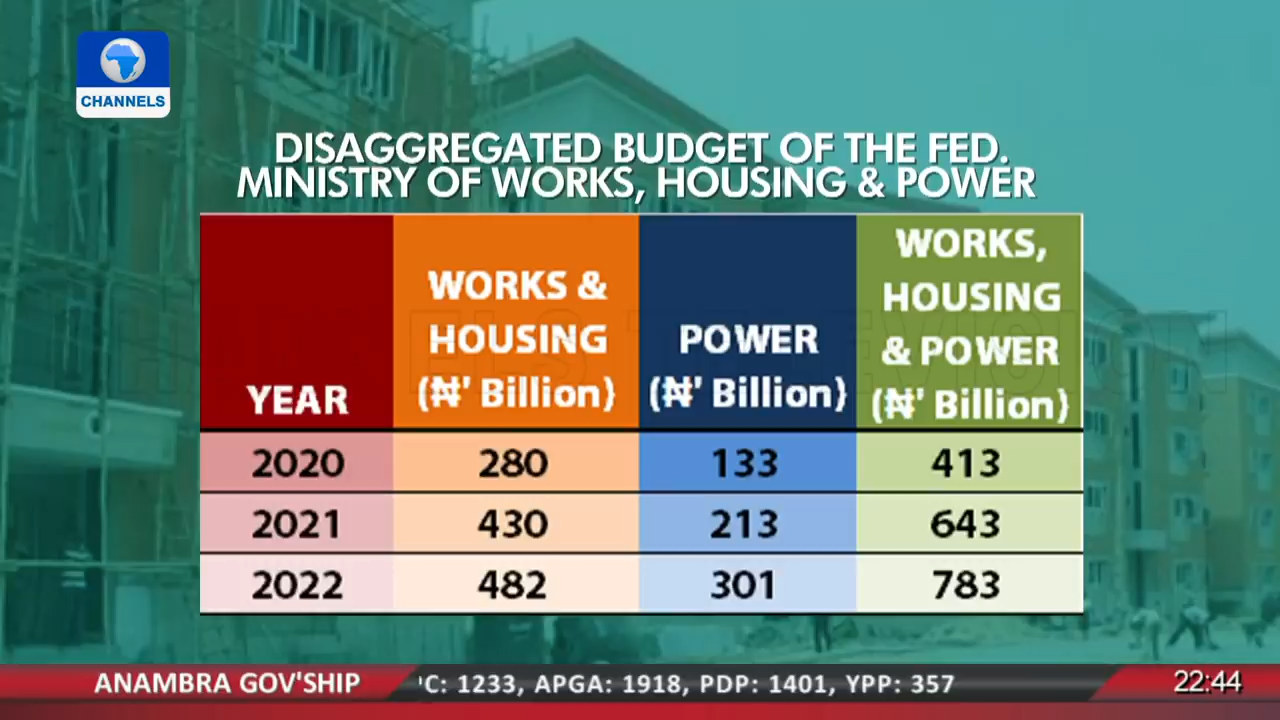 CHANNELS
DISAGGREGATED BUDGET OF THE FED.
MINISTRY OF WORKS, HOUSING & POWER
YEAR
WORKS &
HOUSING
(₦' Billion)
POWER
(₦' Billion)
WORKS,
HOUSING
& POWER
(₦' Billion)
2020 280 133 413
2021 430 213 643
2022 482 301 783
ANAMBRA GOV'SHIP 'C: 1233, APGA: 1918, PDP: 1401, YPP: 357 22:44